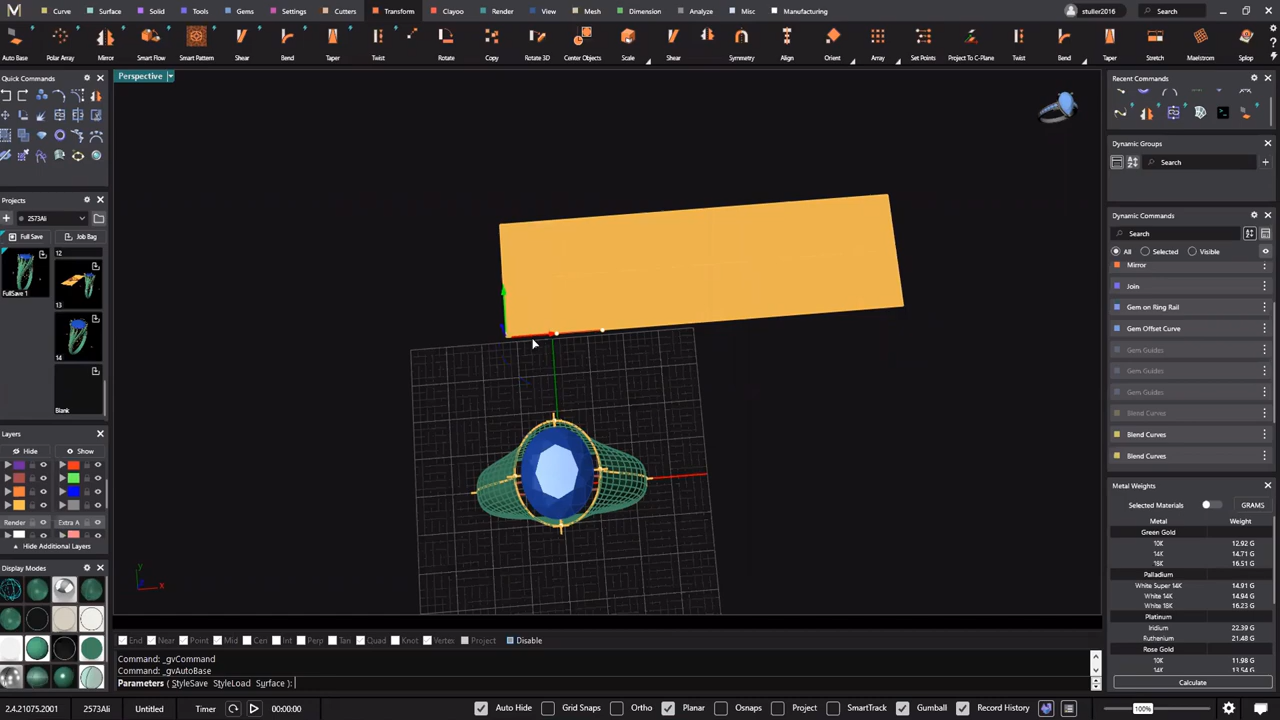 Curve Surface Solid Tools Gems Settings Cutters Transform Clayoo Render View Mesh Dimension Analyze Misc Manufacturing stuller2016 Search
Auto Base Polar Array Mirror Smart Flow Smart Pattern Shear Bend Taper Twist Rotate Copy Rotate 3D Center Objects Scale Shear Symmetry Align Orient Array Set Points Project To C-Plane Twist Bend Taper Stretch Maelstrom Splop
Quick Commands
Perspective
Recent Commands
Dynamic Groups
Search
Projects
2573Ali
Full Save Job Bag
12
FullSave 1
13
14
Blank
Dynamic Commands
Search
All Selected Visible
Mirror
Join
Gem on Ring Rail
Gem Offset Curve
Gem Guides
Gem Guides
Gem Guides
Blend Curves
Blend Curves
Blend Curves
Layers
Hide Show
Render Extra A
Hide Additional Layers
Display Modes
Metal Weights
Selected Materials GRAMS
Metal Weight
Green Gold
10K 12.92 G
14K 14.71 G
18K 16.51 G
Palladium
White Super 14K 14.91 G
White 14K 14.94 G
White 18K 16.23 G
Platinum
Iridium 22.39 G
Ruthenium 21.48 G
Rose Gold
10K 11.98 G
14K 13.54 G
Calculate
y
z x
End Near Point Mid Cen Int Perp Tan Quad Knot Vertex Project Disable
Command: _gvCommand
Command: _gvAutoBase
Parameters ( StyleSave StyleLoad Surface ):
2.4.21075.2001 2573Ali Untitled Timer 00:00:00 Auto Hide Grid Snaps Ortho Planar Osnaps Project SmartTrack Gumball Record History 100%